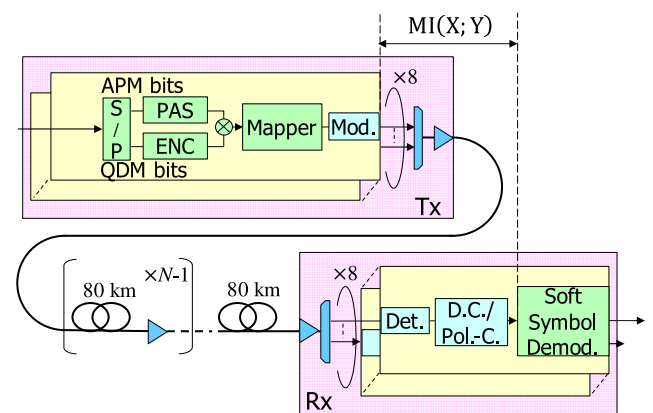 MI(X; Y)
APM bits
×8
S
/
P
PAS
ENC
Mapper
Mod.
QDM bits
Tx
×N-1
80 km
80 km
×8
Det.
D.C./
Pol.-C.
Soft
Symbol
Demod.
Rx